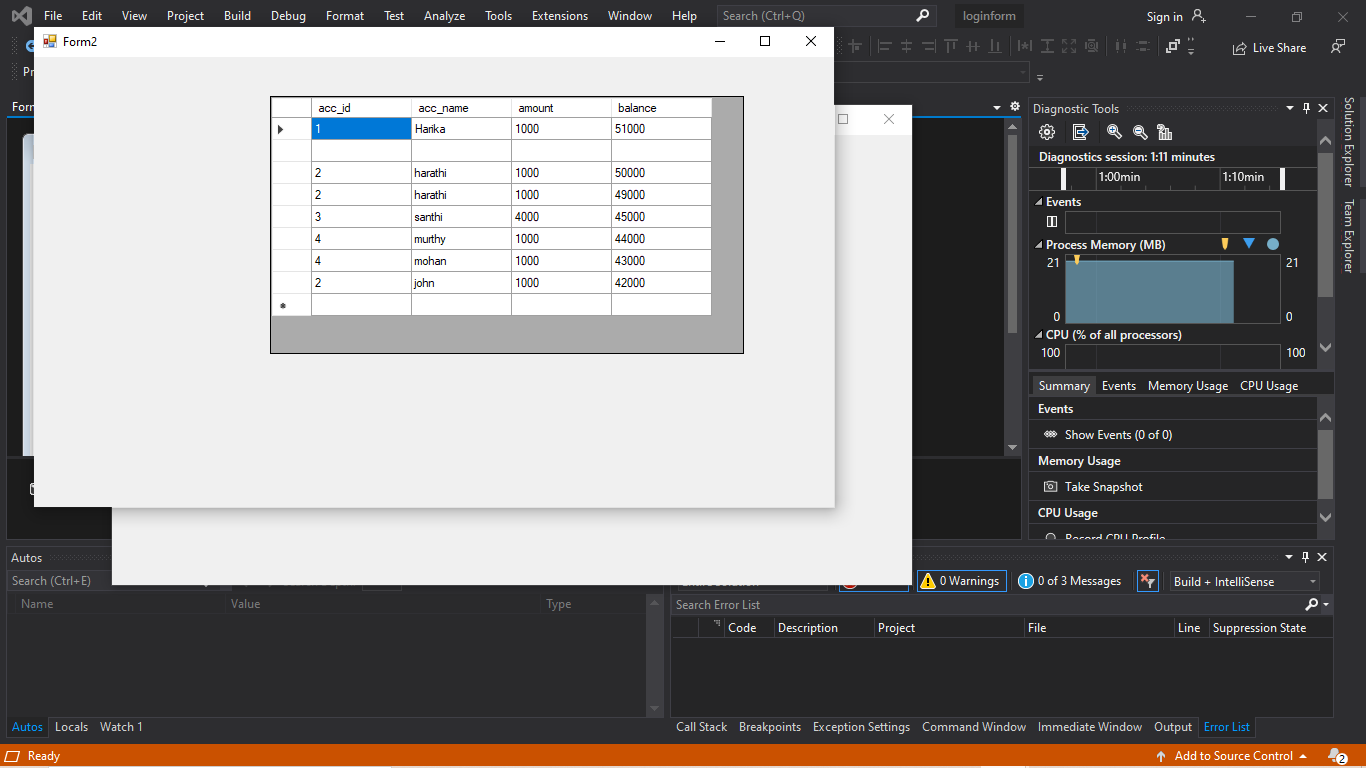 File Edit View Project Build Debug Format Test Analyze Tools Extensions Window Help Search (Ctrl+Q) loginform Sign in
Form2
Live Share
acc_id acc_name amount balance
1 Harika 1000 51000
2 harathi 1000 50000
2 harathi 1000 49000
3 santhi 4000 45000
4 murthy 1000 44000
4 mohan 1000 43000
2 john 1000 42000
Diagnostic Tools
Diagnostics session: 1:11 minutes
1:00min 1:10min
Events
Process Memory (MB)
21 21
0 0
CPU (% of all processors)
100 100
Summary Events Memory Usage CPU Usage
Events
Show Events (0 of 0)
Memory Usage
Take Snapshot
CPU Usage
Record CPU Profile
Solution Explorer
Team Explorer
Autos
Search (Ctrl+E)
Name Value Type
0 Warnings 0 of 3 Messages Build + IntelliSense
Search Error List
Code Description Project File Line Suppression State
Autos Locals Watch 1
Call Stack Breakpoints Exception Settings Command Window Immediate Window Output Error List
Ready Add to Source Control 2